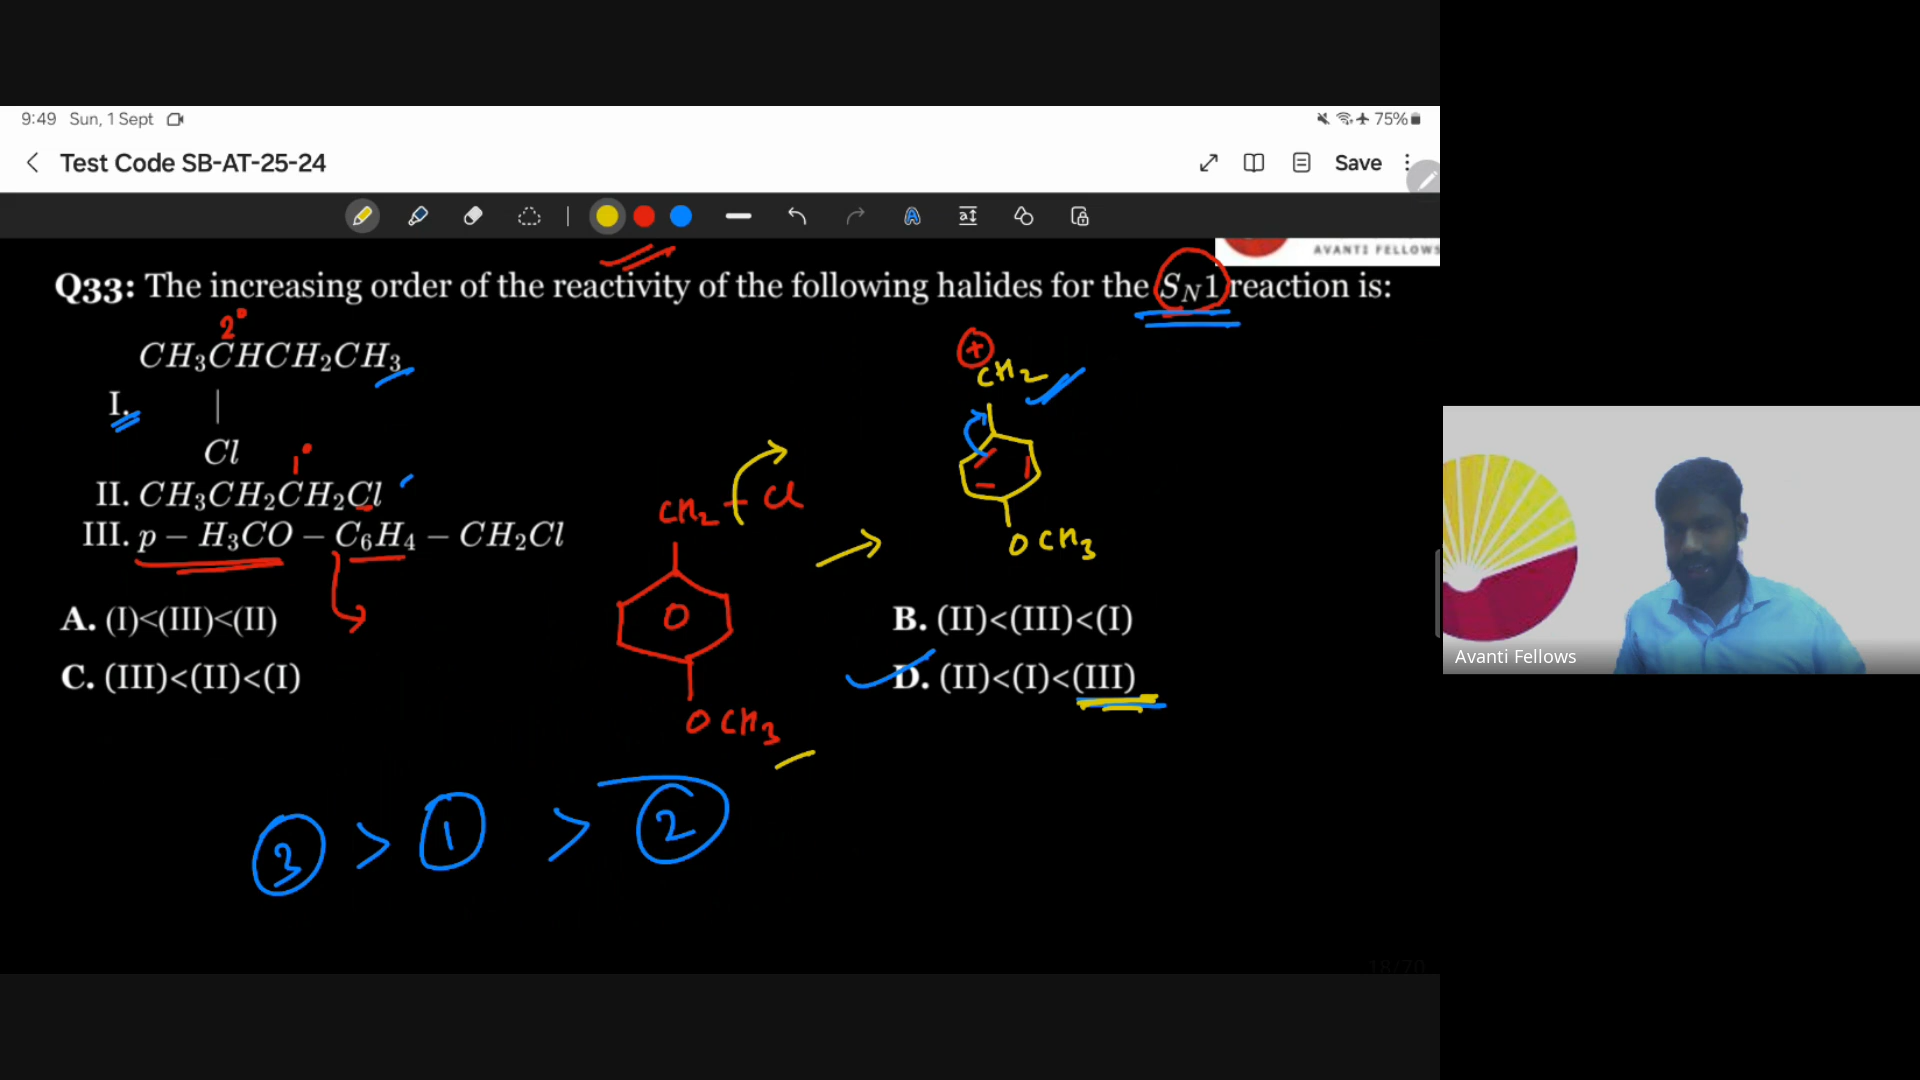 9:49 Sun, 1 Sept 75%
Test Code SB-AT-25-24 Save
AVANTI FELLOWS
Q33: The increasing order of the reactivity of the following halides for the S_N1 reaction is:
2°
CH₃CHCH₂CH₃
I. |
Cl
1°
II. CH₃CH₂CH₂Cl
III. p – H₃CO – C₆H₄ – CH₂Cl
CH₂ – Cl
OCH₃
+
CH₂
OCH₃
A. (I)<(III)<(II)
B. (II)<(III)<(I)
C. (III)<(II)<(I)
D. (II)<(I)<(III)
3 > 1 > 2
18/70
Avanti Fellows